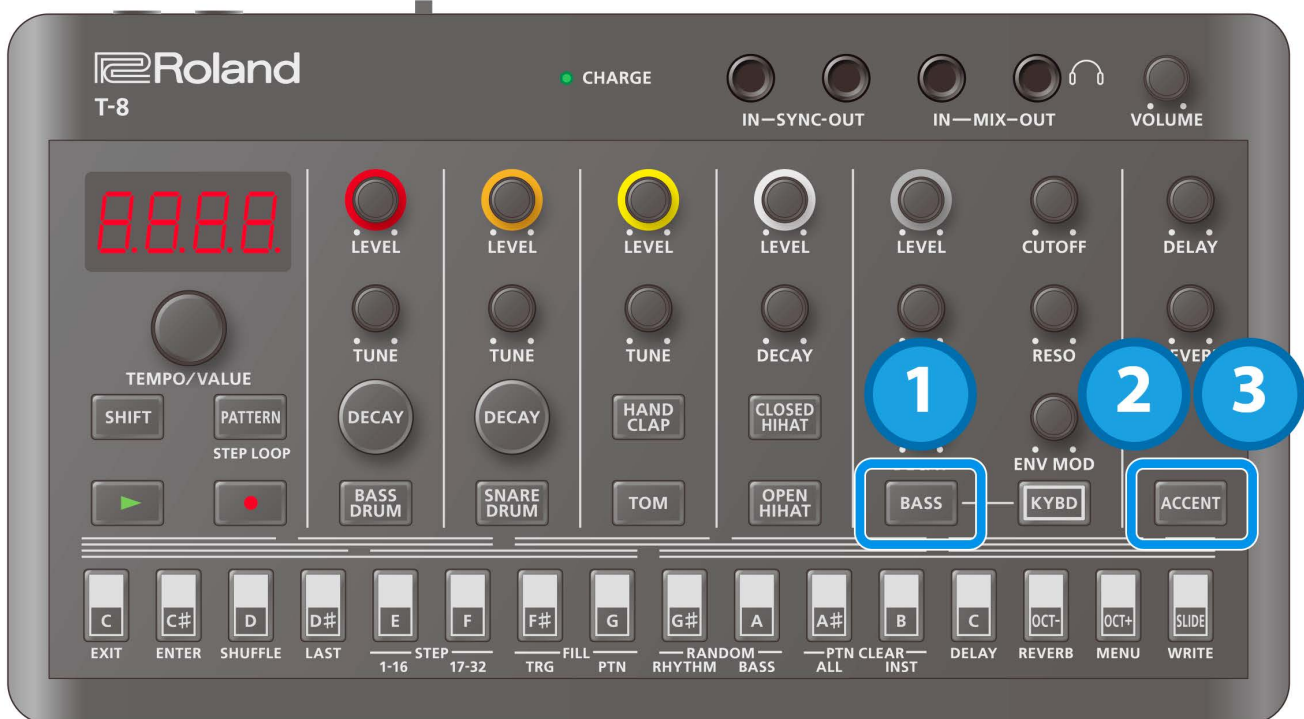 Roland
T-8
CHARGE
IN-SYNC-OUT
IN-MIX-OUT
VOLUME
8.8.8.8.
LEVEL
LEVEL
LEVEL
LEVEL
LEVEL
CUTOFF
DELAY
TUNE
TUNE
TUNE
DECAY
RESO
TEMPO/VALUE
1
2
3
SHIFT
PATTERN
DECAY
DECAY
HAND
CLAP
CLOSED
HIHAT
STEP LOOP
ENV MOD
BASS
DRUM
SNARE
DRUM
TOM
OPEN
HIHAT
BASS
KYBD
ACCENT
C C# D D# E F F# G G# A A# B C OCT- OCT+ SLIDE
EXIT ENTER SHUFFLE LAST STEP FILL RANDOM PTN CLEAR DELAY REVERB MENU WRITE
1-16 17-32 TRG PTN RHYTHM BASS ALL INST